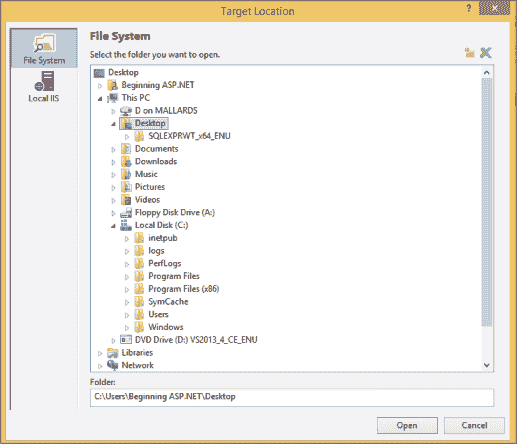 Target Location
?
File System
Local IIS
File System
Select the folder you want to open.
Desktop
Beginning ASP.NET
This PC
D on MALLARDS
Desktop
SQLEXPRWT_x64_ENU
Documents
Downloads
Music
Pictures
Videos
Floppy Disk Drive (A:)
Local Disk (C:)
inetpub
logs
PerfLogs
Program Files
Program Files (x86)
SymCache
Users
Windows
DVD Drive (D:) VS2013_4_CE_ENU
Libraries
Network
Folder:
C:\Users\Beginning ASP.NET\Desktop
Open
Cancel